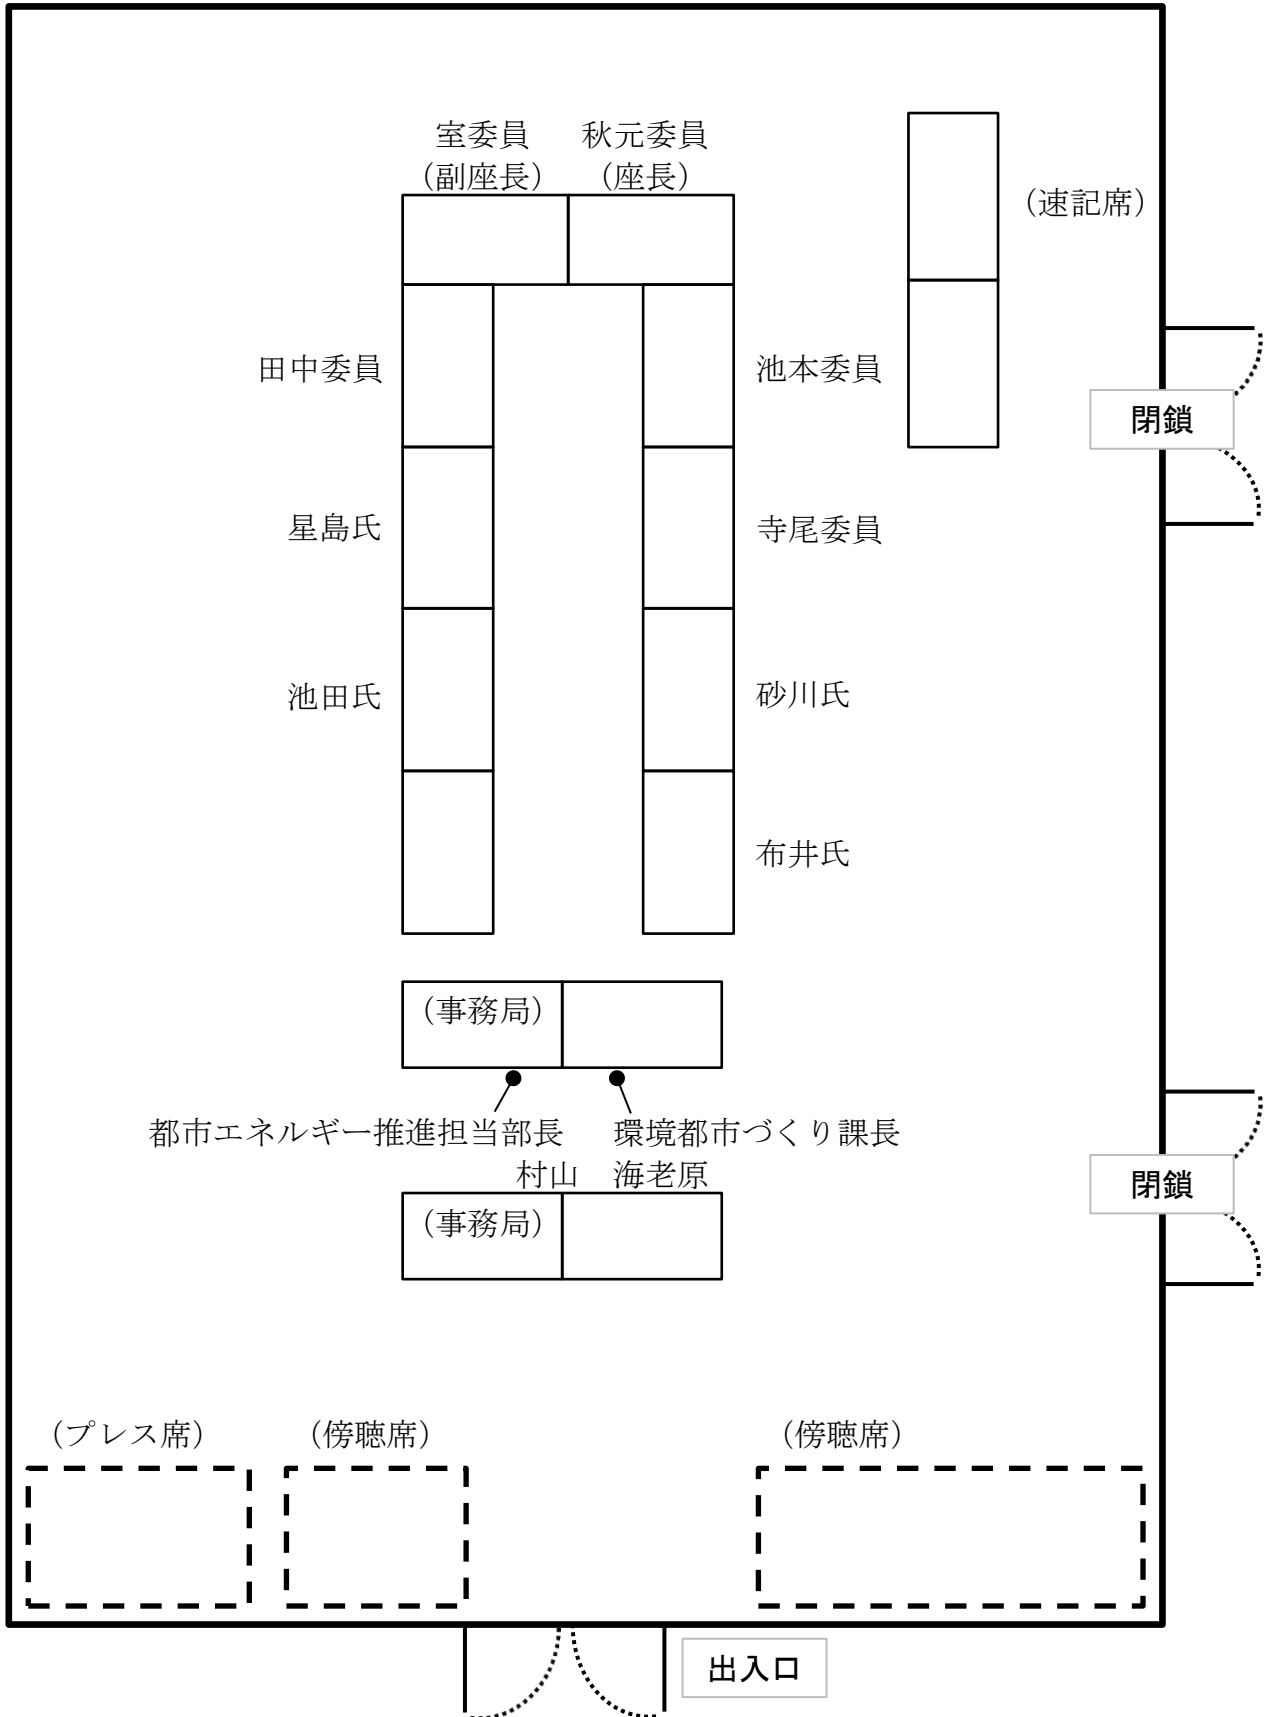 室委員
（副座長）
秋元委員
（座長）
（速記席）
田中委員
池本委員
閉鎖
星島氏
寺尾委員
池田氏
砂川氏
布井氏
（事務局）
都市エネルギー推進担当部長
村山
環境都市づくり課長
海老原
閉鎖
（事務局）
（プレス席）
（傍聴席）
（傍聴席）
出入口